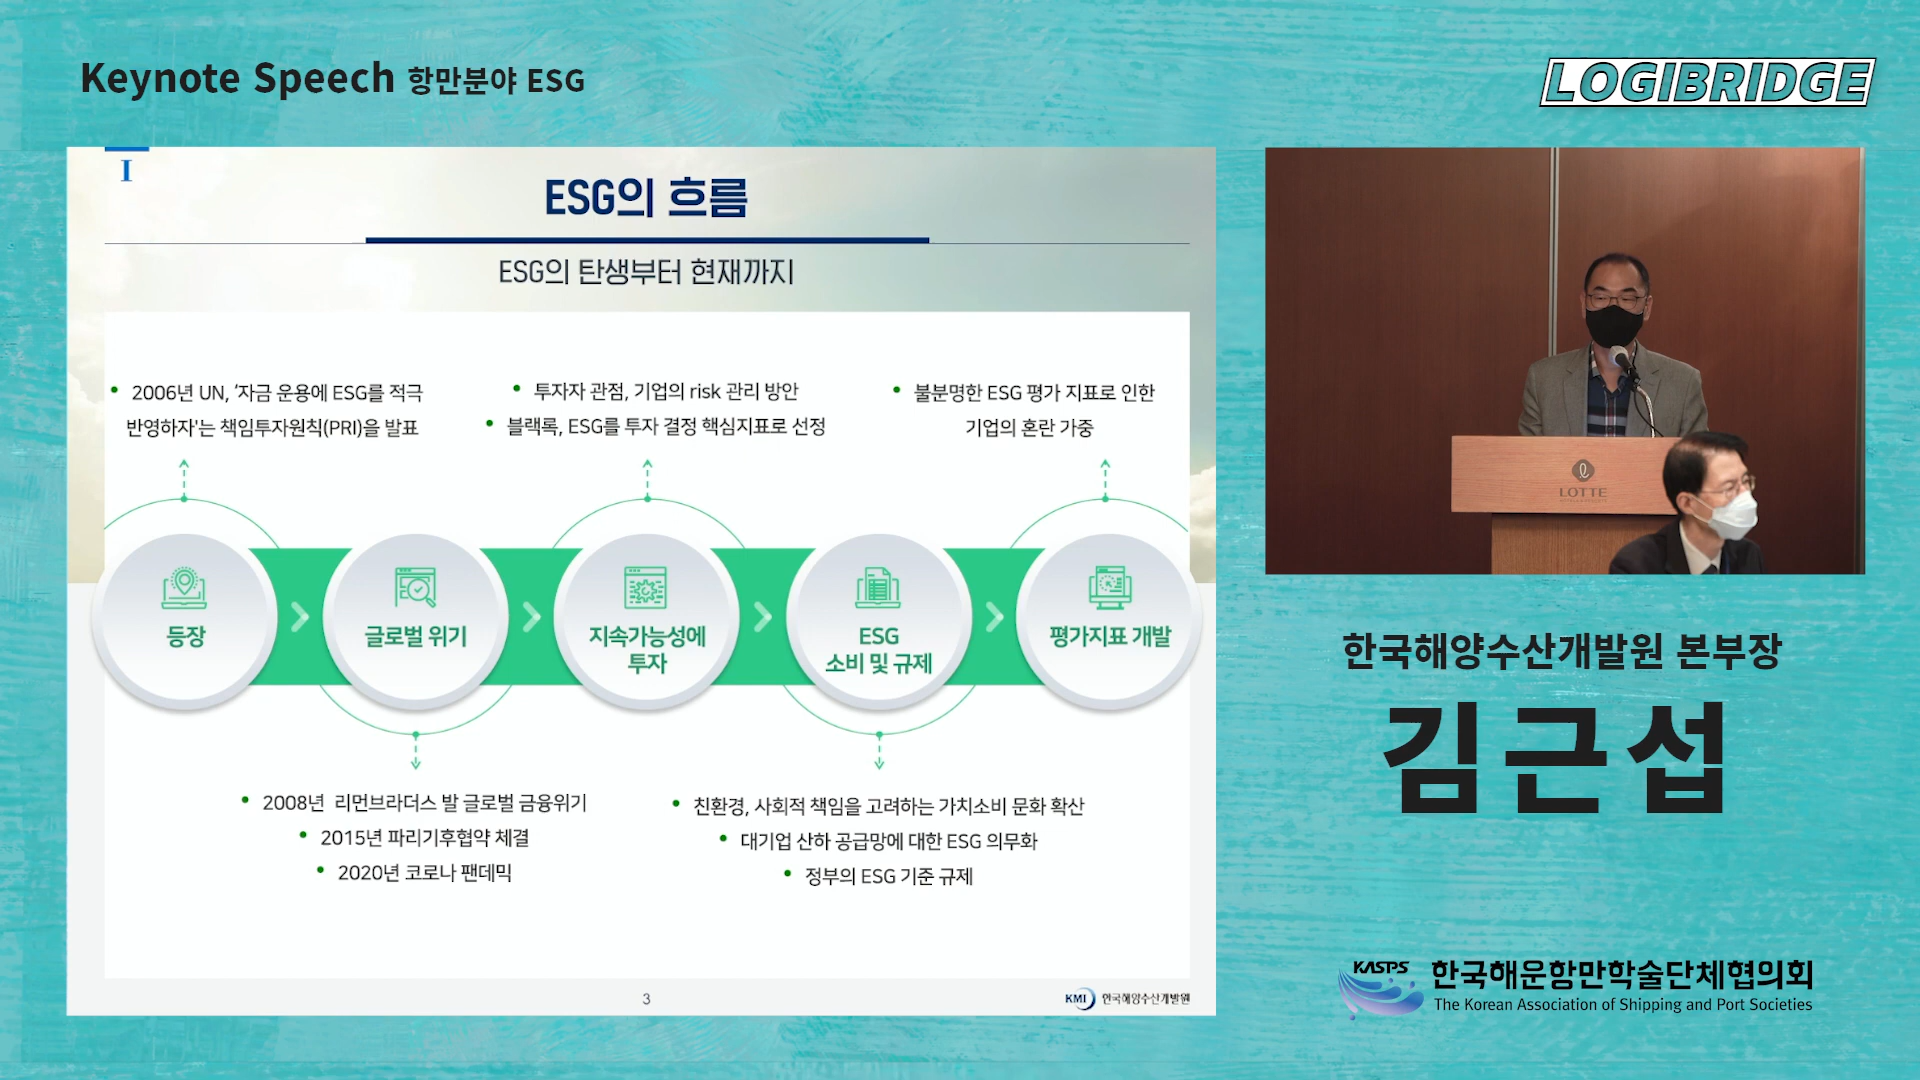 Keynote Speech 항만분야 ESG
LOGIBRIDGE
I
ESG의 흐름
ESG의 탄생부터 현재까지
• 2006년 UN, ‘자금 운용에 ESG를 적극
반영하자'는 책임투자원칙(PRI)을 발표
• 투자자 관점, 기업의 risk 관리 방안
• 블랙록, ESG를 투자 결정 핵심지표로 선정
• 불분명한 ESG 평가 지표로 인한
기업의 혼란 가중
등장
글로벌 위기
지속가능성에
투자
ESG
소비 및 규제
평가지표 개발
• 2008년 리먼브라더스 발 글로벌 금융위기
• 2015년 파리기후협약 체결
• 2020년 코로나 팬데믹
• 친환경, 사회적 책임을 고려하는 가치소비 문화 확산
• 대기업 산하 공급망에 대한 ESG 의무화
• 정부의 ESG 기준 규제
3
KMI 한국해양수산개발원
LOTTE
한국해양수산개발원 본부장
김근섭
KASPS 한국해운항만학술단체협의회
The Korean Association of Shipping and Port Societies